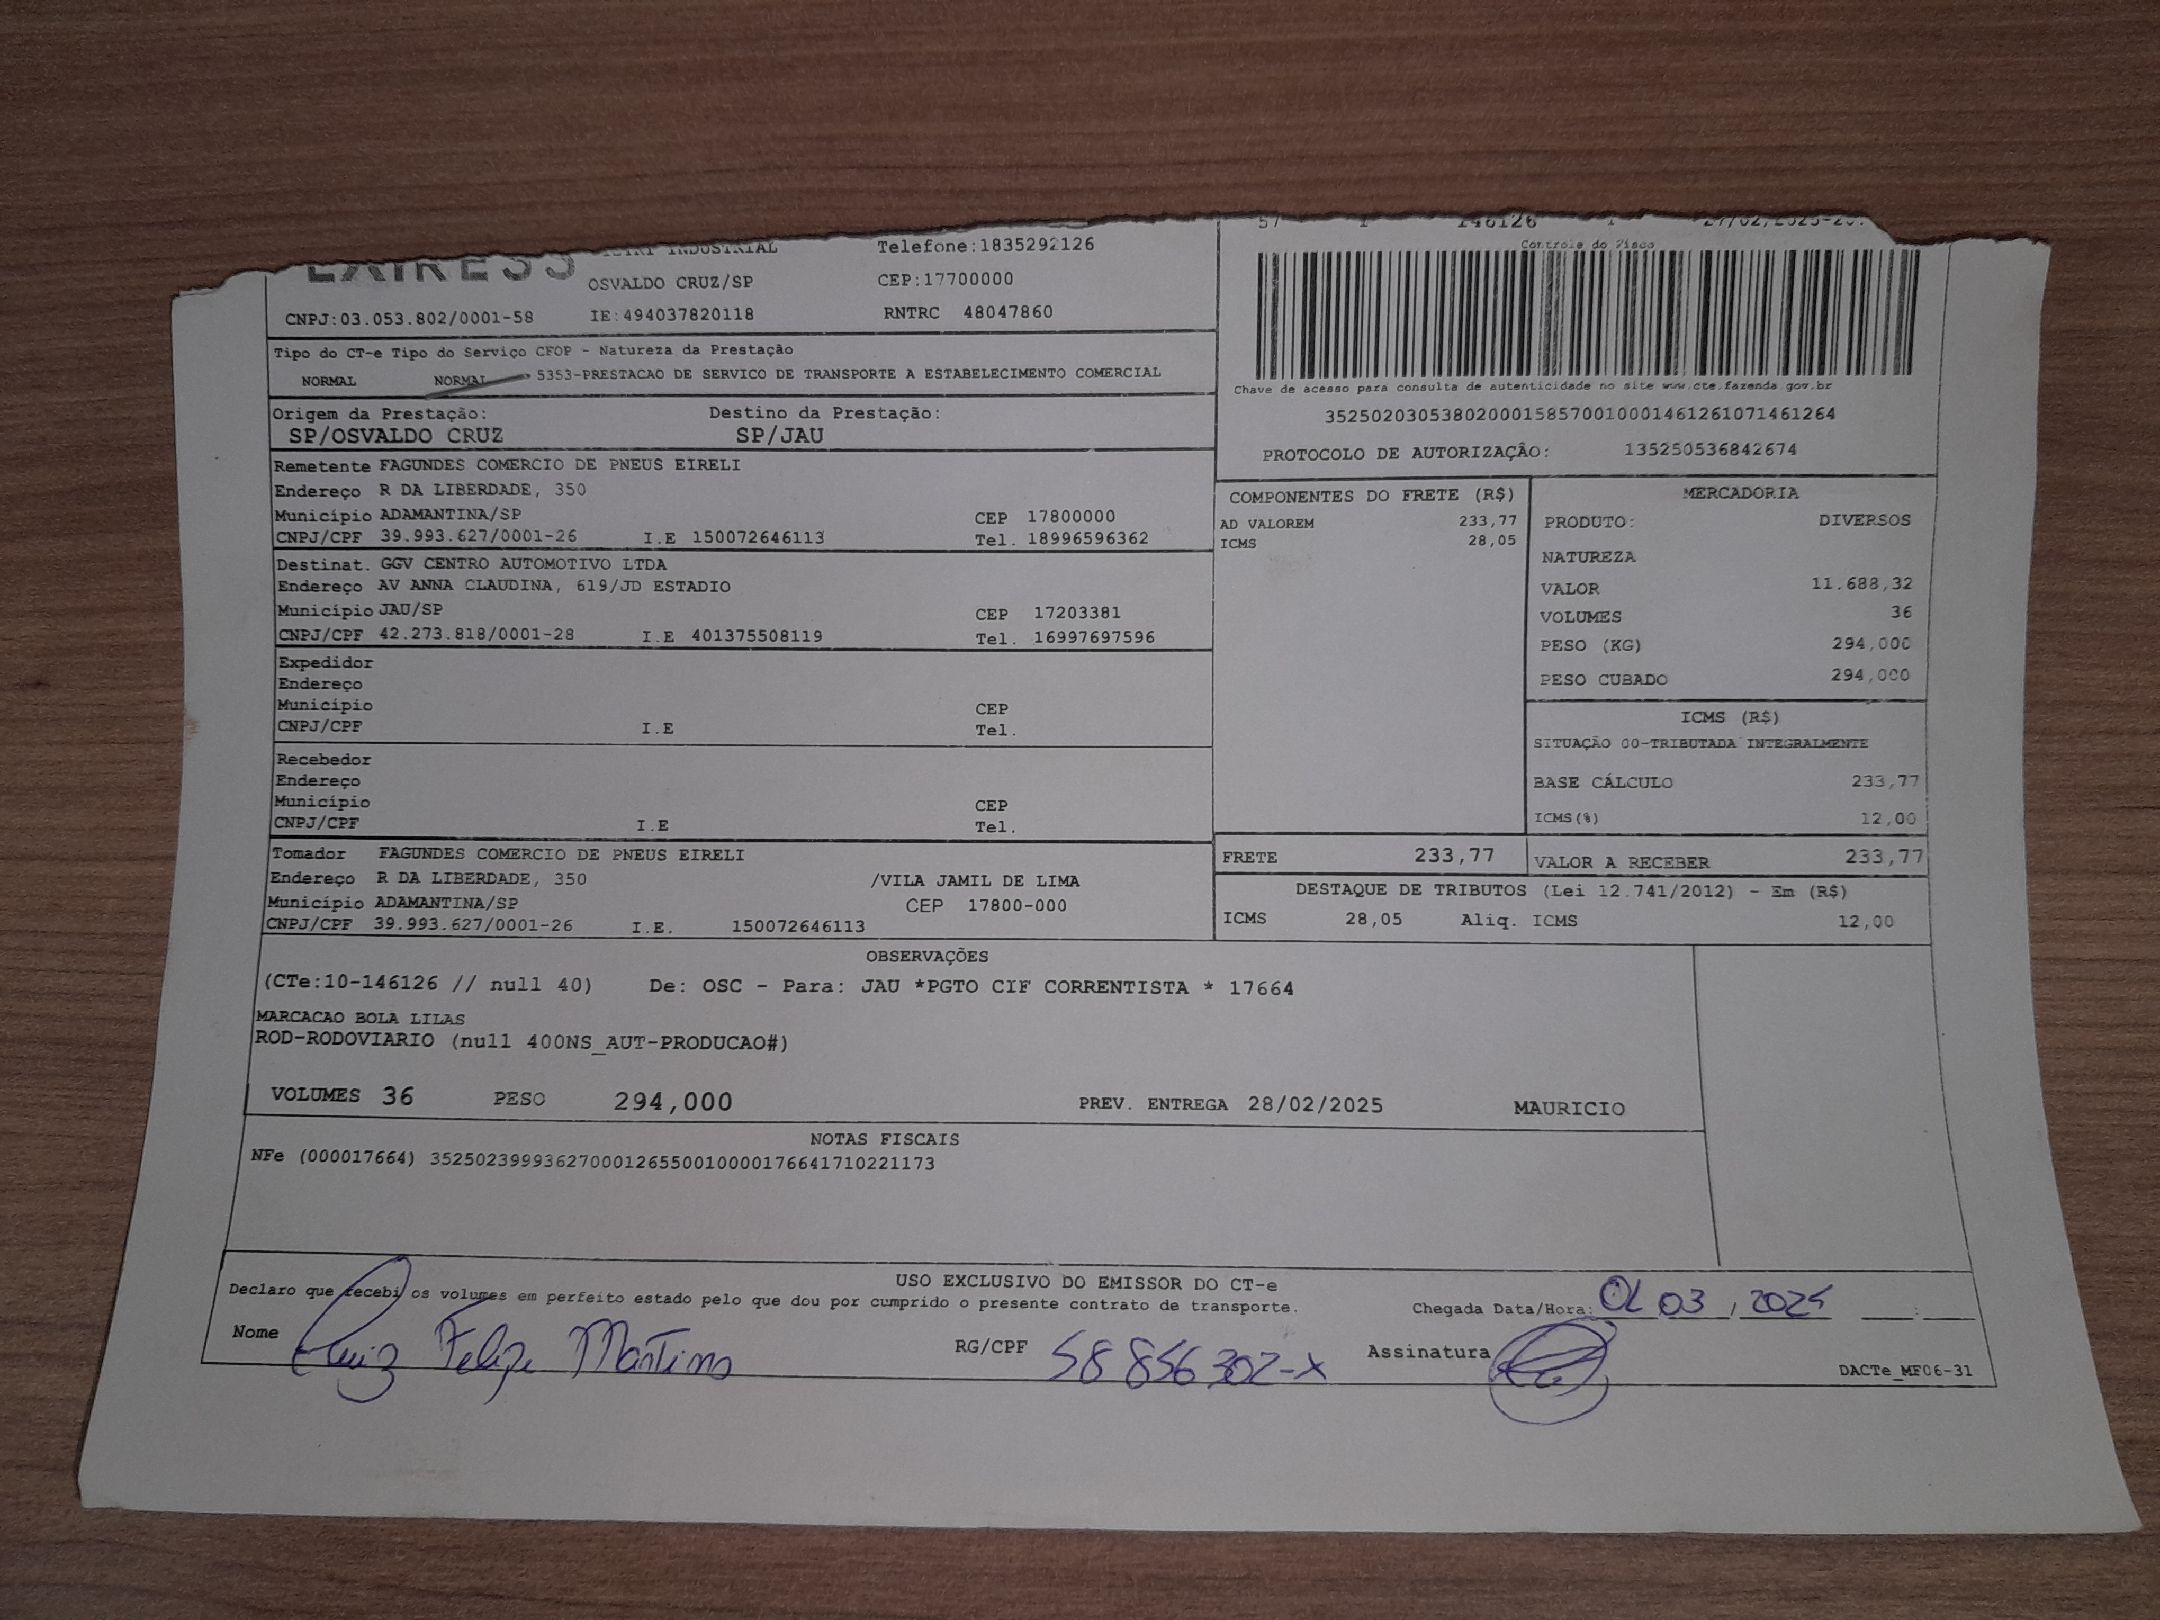 57 1 146126 1 27/02/2025-20:
INDUSTRIAL Telefone:1835292126
Controle do Fisco
EXPRESS
OSVALDO CRUZ/SP CEP:17700000
CNPJ:03.053.802/0001-58 IE:494037820118 RNTRC 48047860
Tipo do CT-e Tipo do Serviço CFOP - Natureza da Prestação
NORMAL NORMAL 5353-PRESTACAO DE SERVICO DE TRANSPORTE A ESTABELECIMENTO COMERCIAL
Chave de acesso para consulta de autenticidade no site www.cte.fazenda.gov.br
35250203053802000158570010001461261071461264
PROTOCOLO DE AUTORIZAÇÃO: 135250536842674
Origem da Prestação: Destino da Prestação:
SP/OSVALDO CRUZ SP/JAU
Remetente FAGUNDES COMERCIO DE PNEUS EIRELI
Endereço R DA LIBERDADE, 350
Município ADAMANTINA/SP CEP 17800000
CNPJ/CPF 39.993.627/0001-26 I.E 150072646113 Tel. 18996596362
Destinat. GGV CENTRO AUTOMOTIVO LTDA
Endereço AV ANNA CLAUDINA, 619/JD ESTADIO
Município JAU/SP CEP 17203381
CNPJ/CPF 42.273.818/0001-28 I.E 401375508119 Tel. 16997697596
Expedidor
Endereço
Município CEP
CNPJ/CPF I.E Tel.
Recebedor
Endereço
Município CEP
CNPJ/CPF I.E Tel.
Tomador FAGUNDES COMERCIO DE PNEUS EIRELI
Endereço R DA LIBERDADE, 350 /VILA JAMIL DE LIMA
Município ADAMANTINA/SP CEP 17800-000
CNPJ/CPF 39.993.627/0001-26 I.E. 150072646113
COMPONENTES DO FRETE (R$)
AD VALOREM 233,77
ICMS 28,05
MERCADORIA
PRODUTO: DIVERSOS
NATUREZA
VALOR 11.688,32
VOLUMES 36
PESO (KG) 294,000
PESO CUBADO 294,000
ICMS (R$)
SITUAÇÃO 00-TRIBUTADA INTEGRALMENTE
BASE CÁLCULO 233,77
ICMS(%) 12,00
FRETE 233,77 VALOR A RECEBER 233,77
DESTAQUE DE TRIBUTOS (Lei 12.741/2012) - Em (R$)
ICMS 28,05 Aliq. ICMS 12,00
OBSERVAÇÕES
(CTe:10-146126 // null 40) De: OSC - Para: JAU *PGTO CIF CORRENTISTA * 17664
MARCACAO BOLA LILAS
ROD-RODOVIARIO (null 400NS_AUT-PRODUCAO#)
VOLUMES 36 PESO 294,000 PREV. ENTREGA 28/02/2025 MAURICIO
NOTAS FISCAIS
NFe (000017664) 35250239993627000126550010000176641710221173
USO EXCLUSIVO DO EMISSOR DO CT-e
Declaro que recebi os volumes em perfeito estado pelo que dou por cumprido o presente contrato de transporte.
Chegada Data/Hora: 01 03 / 2025 :
Nome Luiz Felipe Martins RG/CPF 58 856 302-X Assinatura
DACTe_MF06-31